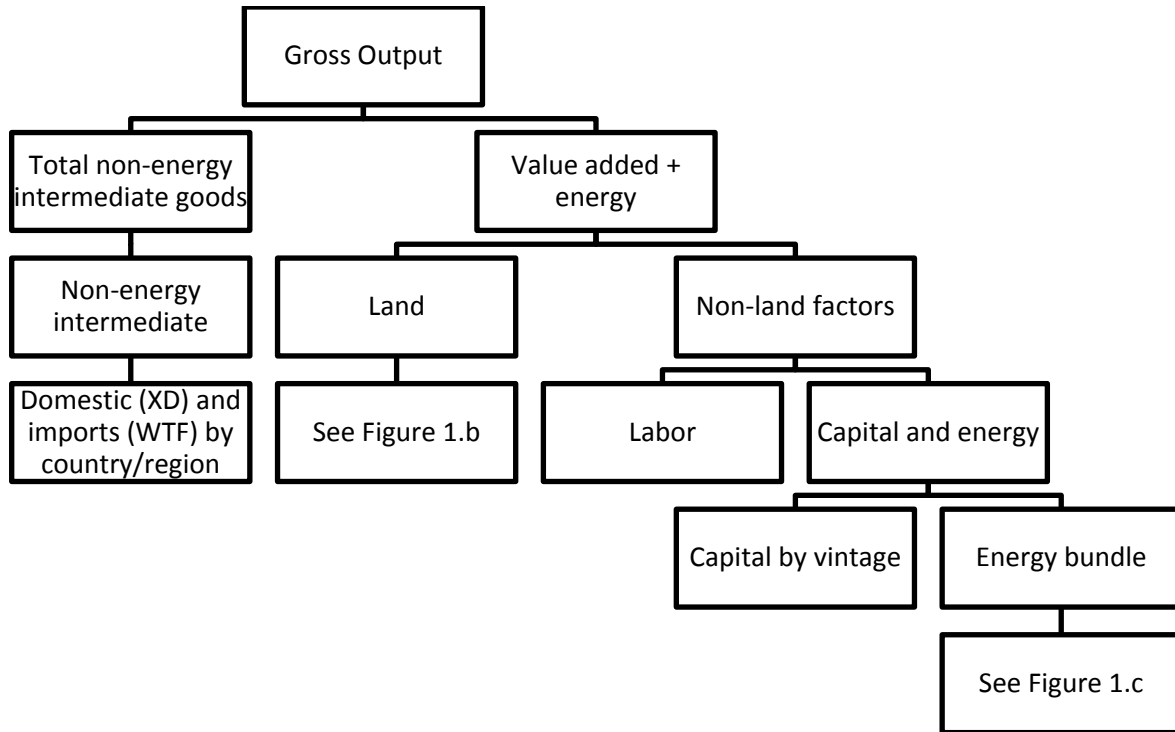 Gross Output
Total non-energy
intermediate goods
Value added +
energy
Non-energy
intermediate
Land
Non-land factors
Domestic (XD) and
imports (WTF) by
country/region
See Figure 1.b
Labor
Capital and energy
Capital by vintage
Energy bundle
See Figure 1.c